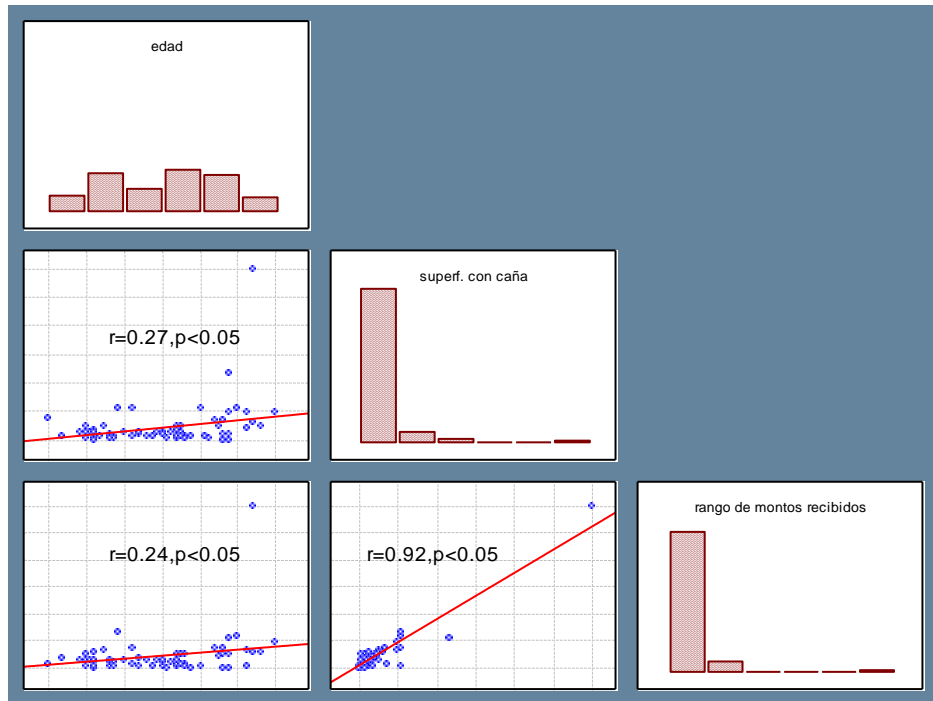 edad
r=0.27,p<0.05
superf. con caña
r=0.24,p<0.05
r=0.92,p<0.05
rango de montos recibidos